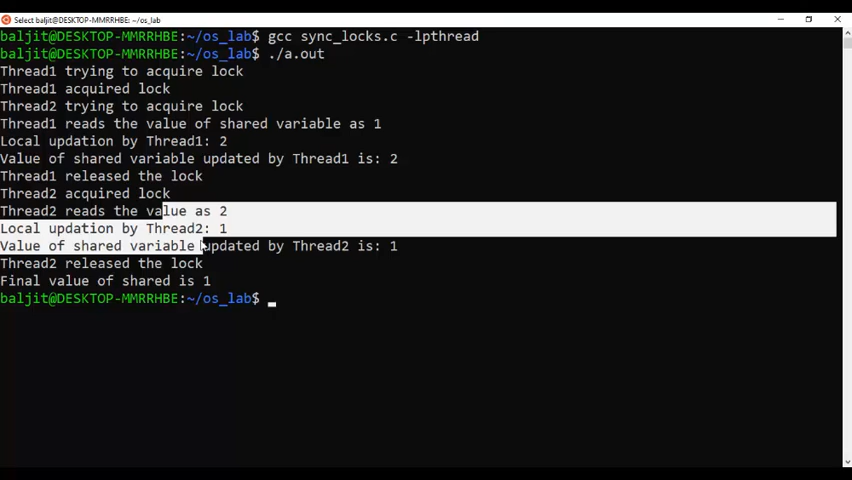 Select baljit@DESKTOP-MMRRHBE: ~/os_lab
baljit@DESKTOP-MMRRHBE:~/os_lab$ gcc sync_locks.c -lpthread
baljit@DESKTOP-MMRRHBE:~/os_lab$ ./a.out
Thread1 trying to acquire lock
Thread1 acquired lock
Thread2 trying to acquire lock
Thread1 reads the value of shared variable as 1
Local updation by Thread1: 2
Value of shared variable updated by Thread1 is: 2
Thread1 released the lock
Thread2 acquired lock
Thread2 reads the value as 2
Local updation by Thread2: 1
Value of shared variable updated by Thread2 is: 1
Thread2 released the lock
Final value of shared is 1
baljit@DESKTOP-MMRRHBE:~/os_lab$